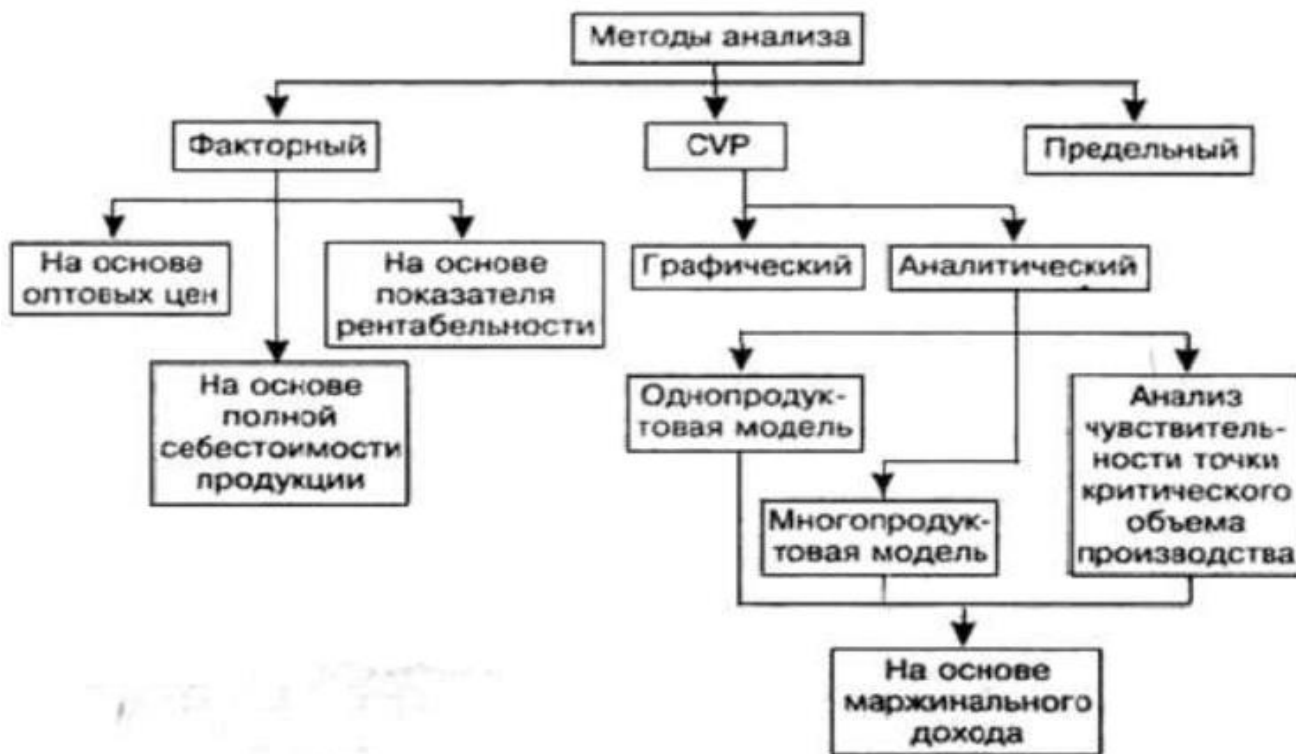 Методы анализа
Факторный
CVP
Предельный
На основе
оптовых цен
На основе
показателя
рентабельности
На основе
полной
себестоимости
продукции
Графический
Аналитический
Однопродук-
товая модель
Многопродук-
товая модель
Анализ
чувствитель-
ности точки
критического
объема
производства
На основе
маржинального
дохода